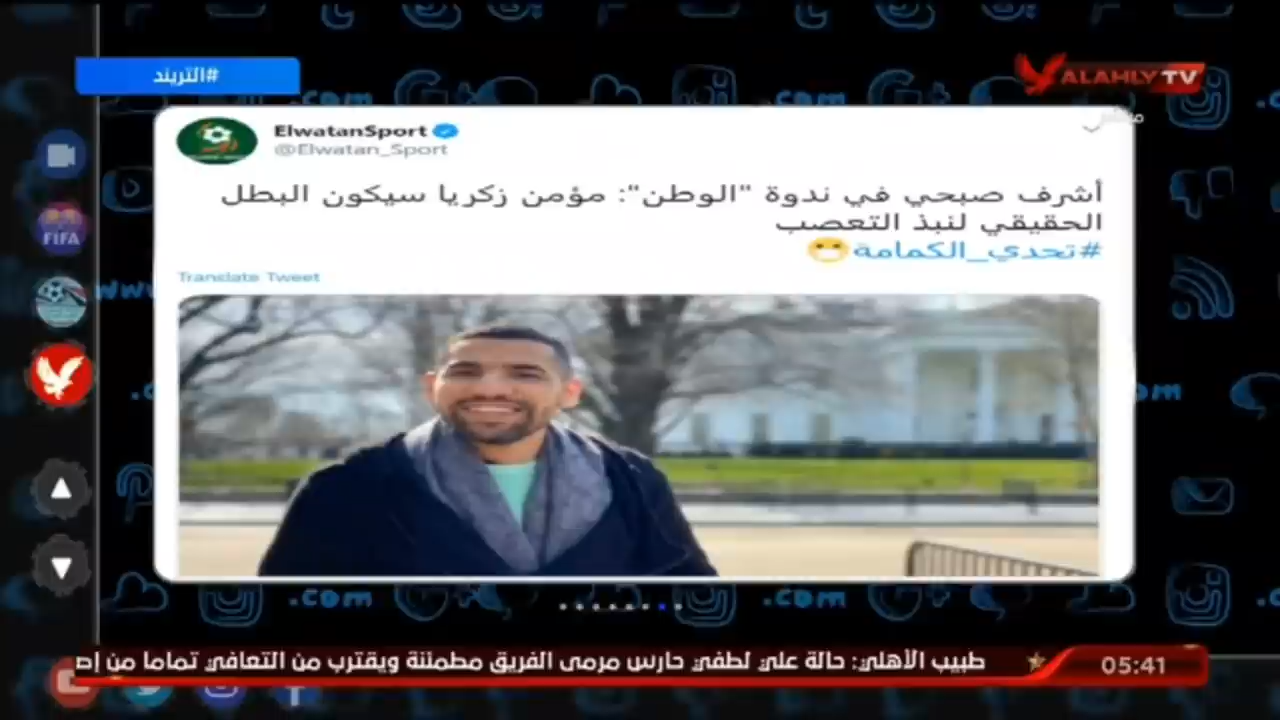 #التريند
ALAHLY TV
ElwatanSport
@Elwatan_Sport
أشرف صبحي في ندوة "الوطن": مؤمن زكريا سيكون البطل
الحقيقي لنبذ التعصب
#تحدي_الكمامة😷
Translate Tweet
FIFA
طبيب الأهلي: حالة علي لطفي حارس مرمى الفريق مطمئنة ويقترب من التعافي تماما من إص
05:41